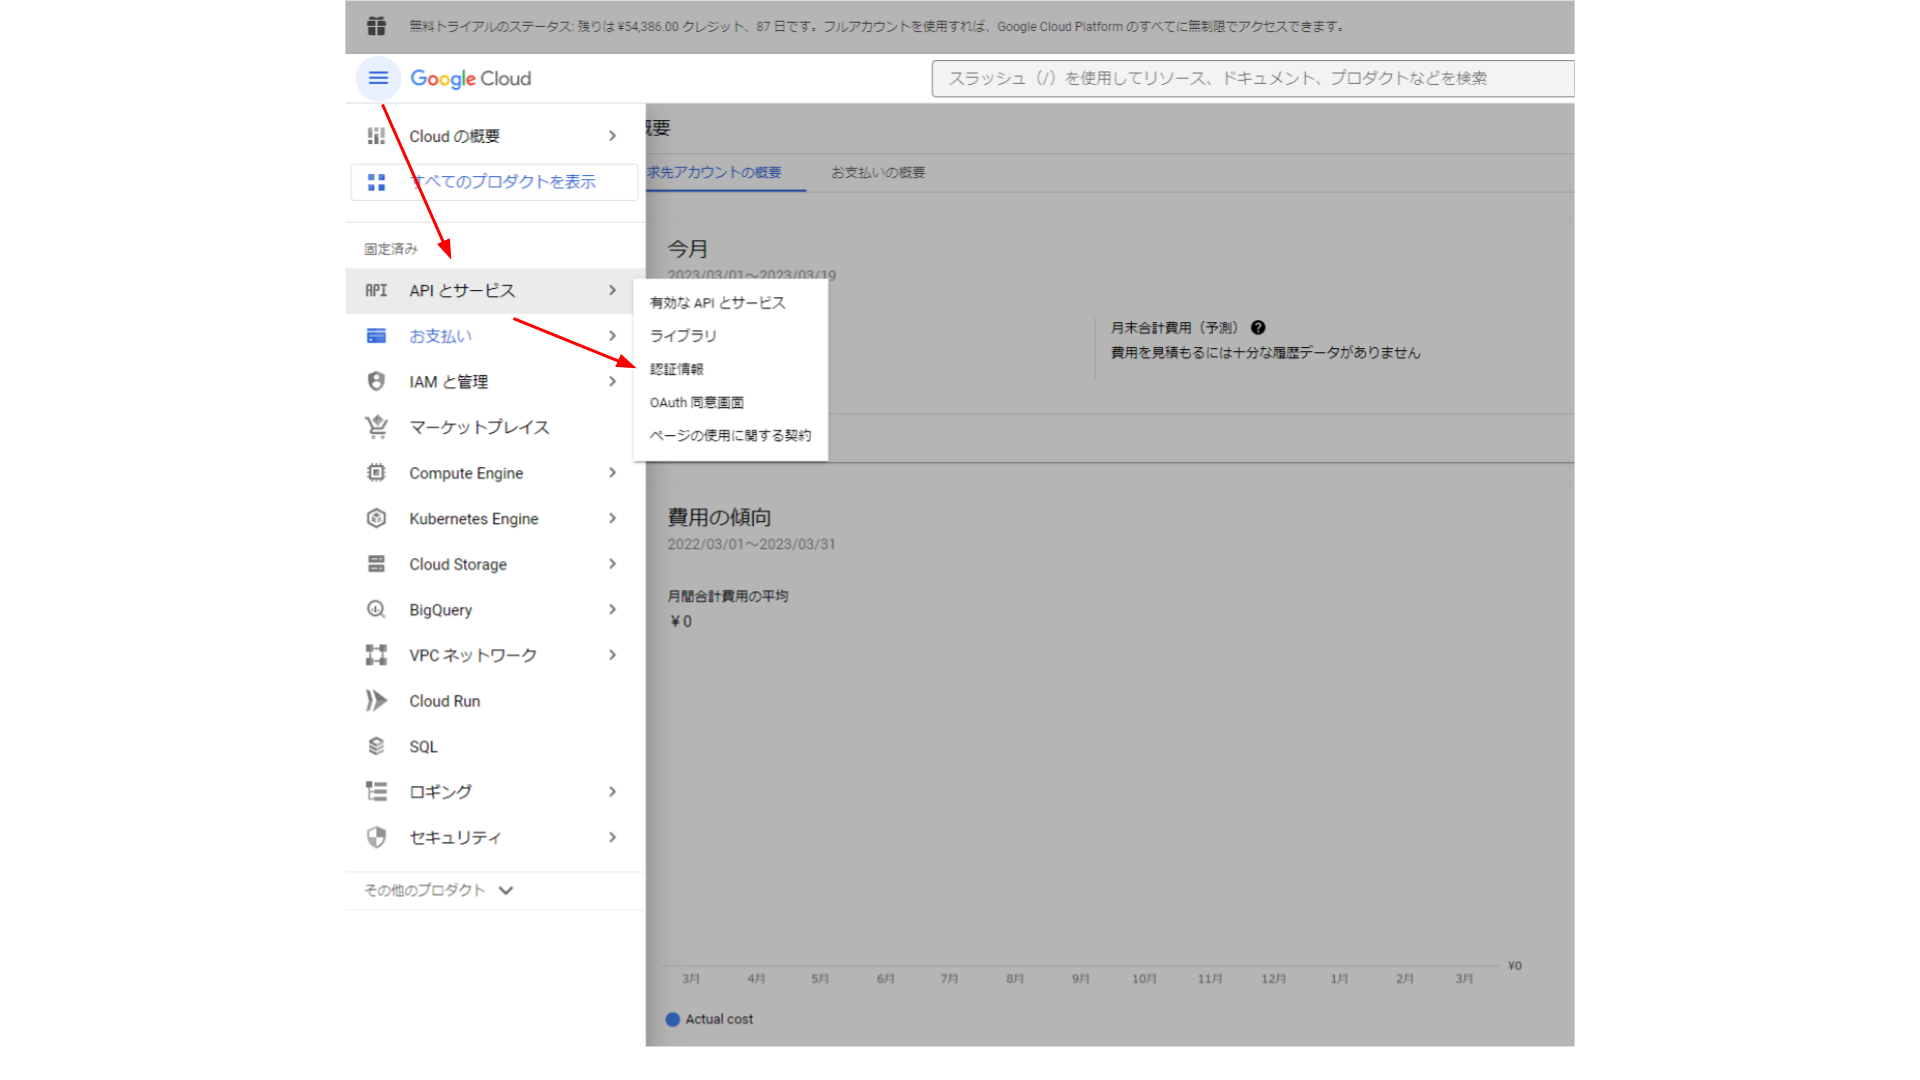 無料トライアルのステータス: 残りは ¥54,386.00 クレジット、87 日です。フルアカウントを使用すれば、Google Cloud Platform のすべてに無制限でアクセスできます。
Google Cloud
スラッシュ（/）を使用してリソース、ドキュメント、プロダクトなどを検索
Cloud の概要
すべてのプロダクトを表示
固定済み
API API とサービス
お支払い
IAM と管理
マーケットプレイス
Compute Engine
Kubernetes Engine
Cloud Storage
BigQuery
VPC ネットワーク
Cloud Run
SQL
ロギング
セキュリティ
その他のプロダクト
有効な API とサービス
ライブラリ
認証情報
OAuth 同意画面
ページの使用に関する契約
概要
求先アカウントの概要 お支払いの概要
今月
2023/03/01～2023/03/19
月末合計費用（予測）
費用を見積もるには十分な履歴データがありません
費用の傾向
2022/03/01～2023/03/31
月間合計費用の平均
¥0
¥0
3月 4月 5月 6月 7月 8月 9月 10月 11月 12月 1月 2月 3月
Actual cost